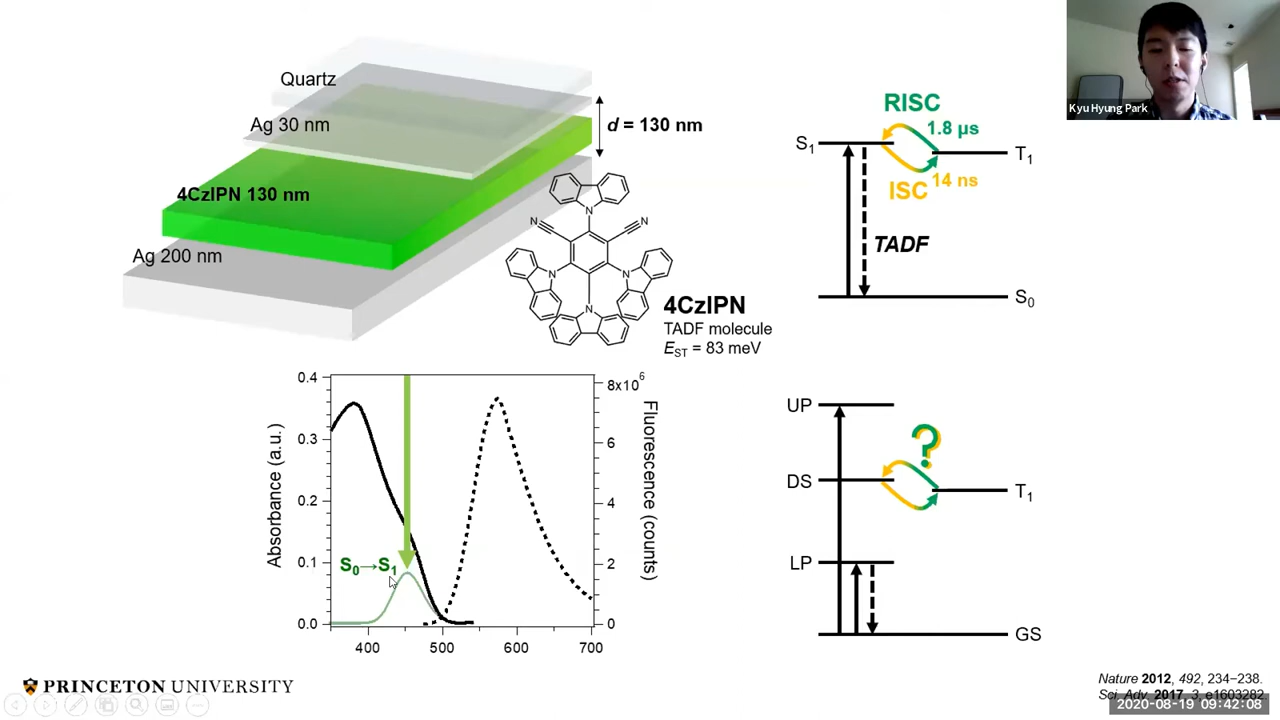 Quartz
Ag 30 nm
d = 130 nm
4CzIPN 130 nm
Ag 200 nm
N
N
N
N
N
N
4CzIPN
TADF molecule
EST = 83 meV
RISC
1.8 µs
S1
T1
ISC
14 ns
TADF
S0
Kyu Hyung Park
0.4
0.3
0.2
0.1
0.0
Absorbance (a.u.)
8x10^6
6
4
2
0
Fluorescence (counts)
S0→S1
400
500
600
700
UP
?
DS
T1
LP
GS
PRINCETON UNIVERSITY
Nature 2012, 492, 234–238.
Sci. Adv. 2017, 3, e1603282.
2020-08-19 09:42:08